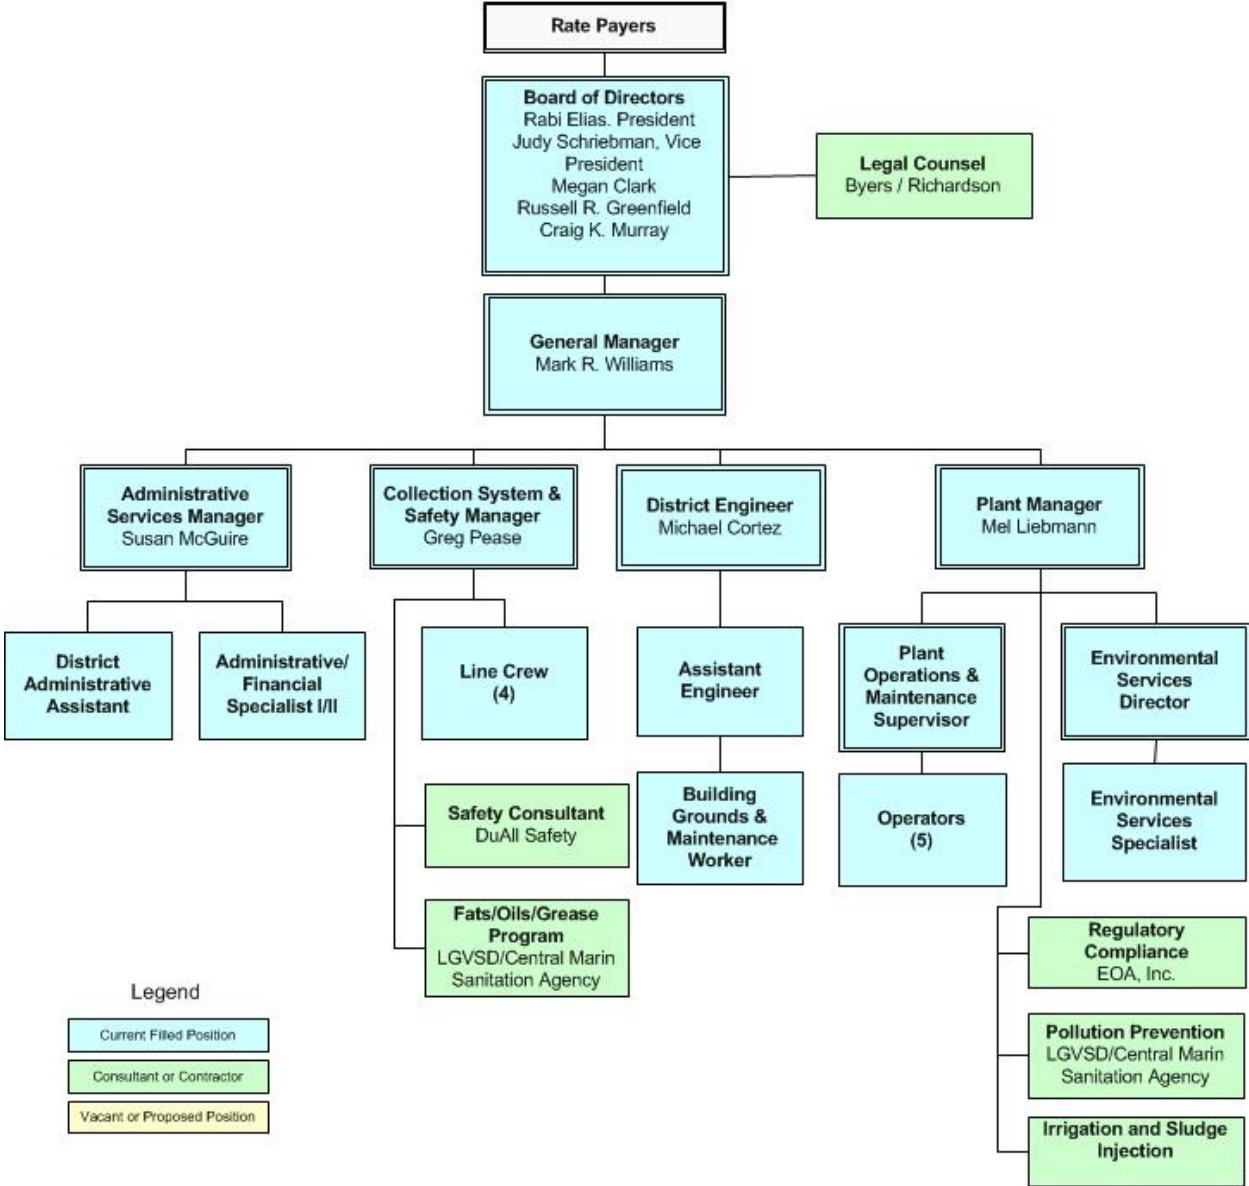 Rate Payers
Board of Directors
Rabi Elias. President
Judy Schriebman, Vice
President
Megan Clark
Russell R. Greenfield
Craig K. Murray
Legal Counsel
Byers / Richardson
General Manager
Mark R. Williams
Administrative
Services Manager
Susan McGuire
Collection System &
Safety Manager
Greg Pease
District Engineer
Michael Cortez
Plant Manager
Mel Liebmann
District
Administrative
Assistant
Administrative/
Financial
Specialist I/II
Line Crew
(4)
Assistant
Engineer
Plant
Operations &
Maintenance
Supervisor
Environmental
Services
Director
Safety Consultant
DuAll Safety
Building
Grounds &
Maintenance
Worker
Operators
(5)
Environmental
Services
Specialist
Fats/Oils/Grease
Program
LGVSD/Central Marin
Sanitation Agency
Regulatory
Compliance
EOA, Inc.
Pollution Prevention
LGVSD/Central Marin
Sanitation Agency
Irrigation and Sludge
Injection
Legend
Current Filled Position
Consultant or Contractor
Vacant or Proposed Position